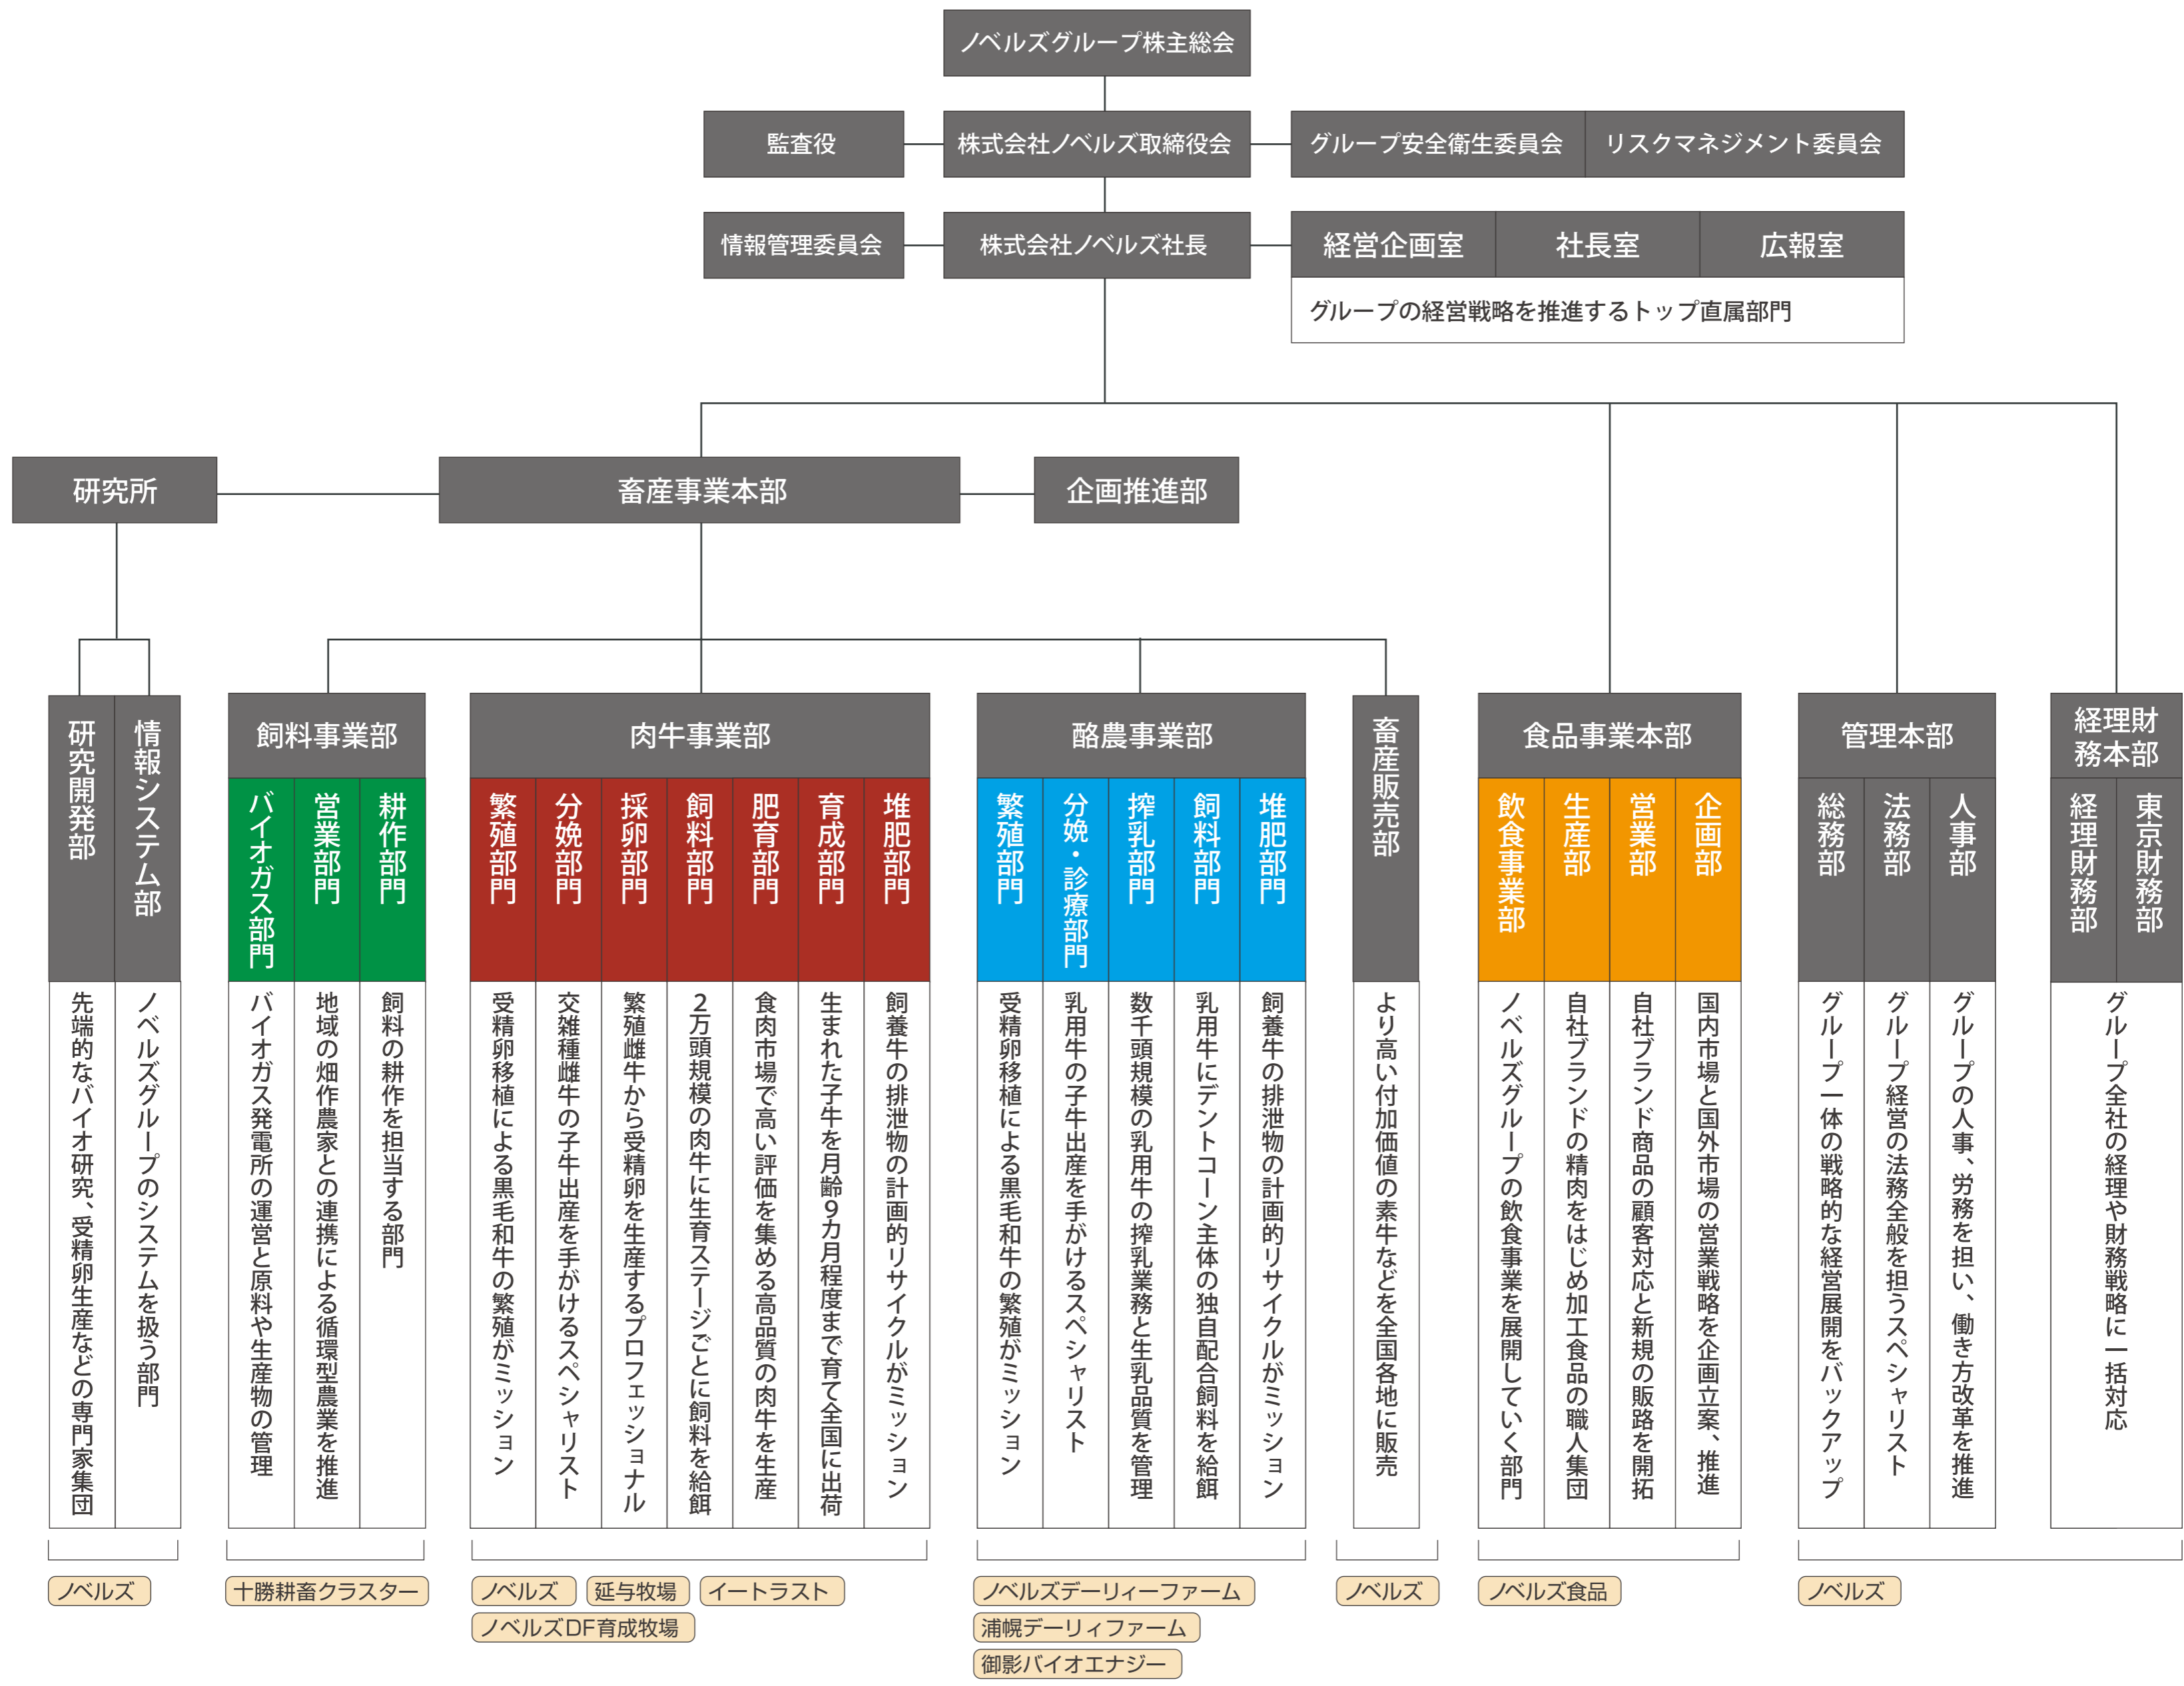 ノベルズグループ株主総会
監査役
株式会社ノベルズ取締役会
グループ安全衛生委員会
リスクマネジメント委員会
情報管理委員会
株式会社ノベルズ社長
経営企画室
社長室
広報室
グループの経営戦略を推進するトップ直属部門
研究所
畜産事業本部
企画推進部
研究開発部
先端的なバイオ研究、受精卵生産などの専門家集団
情報システム部
ノベルズグループのシステムを扱う部門
ノベルズ
飼料事業部
バイオガス部門
バイオガス発電所の運営と原料や生産物の管理
営業部門
地域の畑作農家との連携による循環型農業を推進
耕作部門
飼料の耕作を担当する部門
十勝耕畜クラスター
肉牛事業部
繁殖部門
受精卵移植による黒毛和牛の繁殖がミッション
分娩部門
交雑種雌牛の子牛出産を手がけるスペシャリスト
採卵部門
繁殖雌牛から受精卵を生産するプロフェッショナル
飼料部門
2万頭規模の肉牛に生育ステージごとに飼料を給餌
肥育部門
食肉市場で高い評価を集める高品質の肉牛を生産
育成部門
生まれた子牛を月齢9カ月程度まで育て全国に出荷
堆肥部門
飼養牛の排泄物の計画的リサイクルがミッション
ノベルズ
延与牧場
イートラスト
ノベルズDF育成牧場
酪農事業部
繁殖部門
受精卵移植による黒毛和牛の繁殖がミッション
分娩・診療部門
乳用牛の子牛出産を手がけるスペシャリスト
搾乳部門
数千頭規模の乳用牛の搾乳業務と生乳品質を管理
飼料部門
乳用牛にデントコーン主体の独自配合飼料を給餌
堆肥部門
飼養牛の排泄物の計画的リサイクルがミッション
ノベルズデーリィーファーム
浦幌デーリィファーム
御影バイオエナジー
畜産販売部
より高い付加価値の素牛などを全国各地に販売
ノベルズ
食品事業本部
飲食事業部
ノベルズグループの飲食事業を展開していく部門
生産部
自社ブランドの精肉をはじめ加工食品の職人集団
営業部
自社ブランド商品の顧客対応と新規の販路を開拓
企画部
国内市場と国外市場の営業戦略を企画立案、推進
ノベルズ食品
管理本部
総務部
グループ一体の戦略的な経営展開をバックアップ
法務部
グループ経営の法務全般を担うスペシャリスト
人事部
グループの人事、労務を担い、働き方改革を推進
経理財
務本部
経理財務部
東京財務部
グループ全社の経理や財務戦略に一括対応
ノベルズ